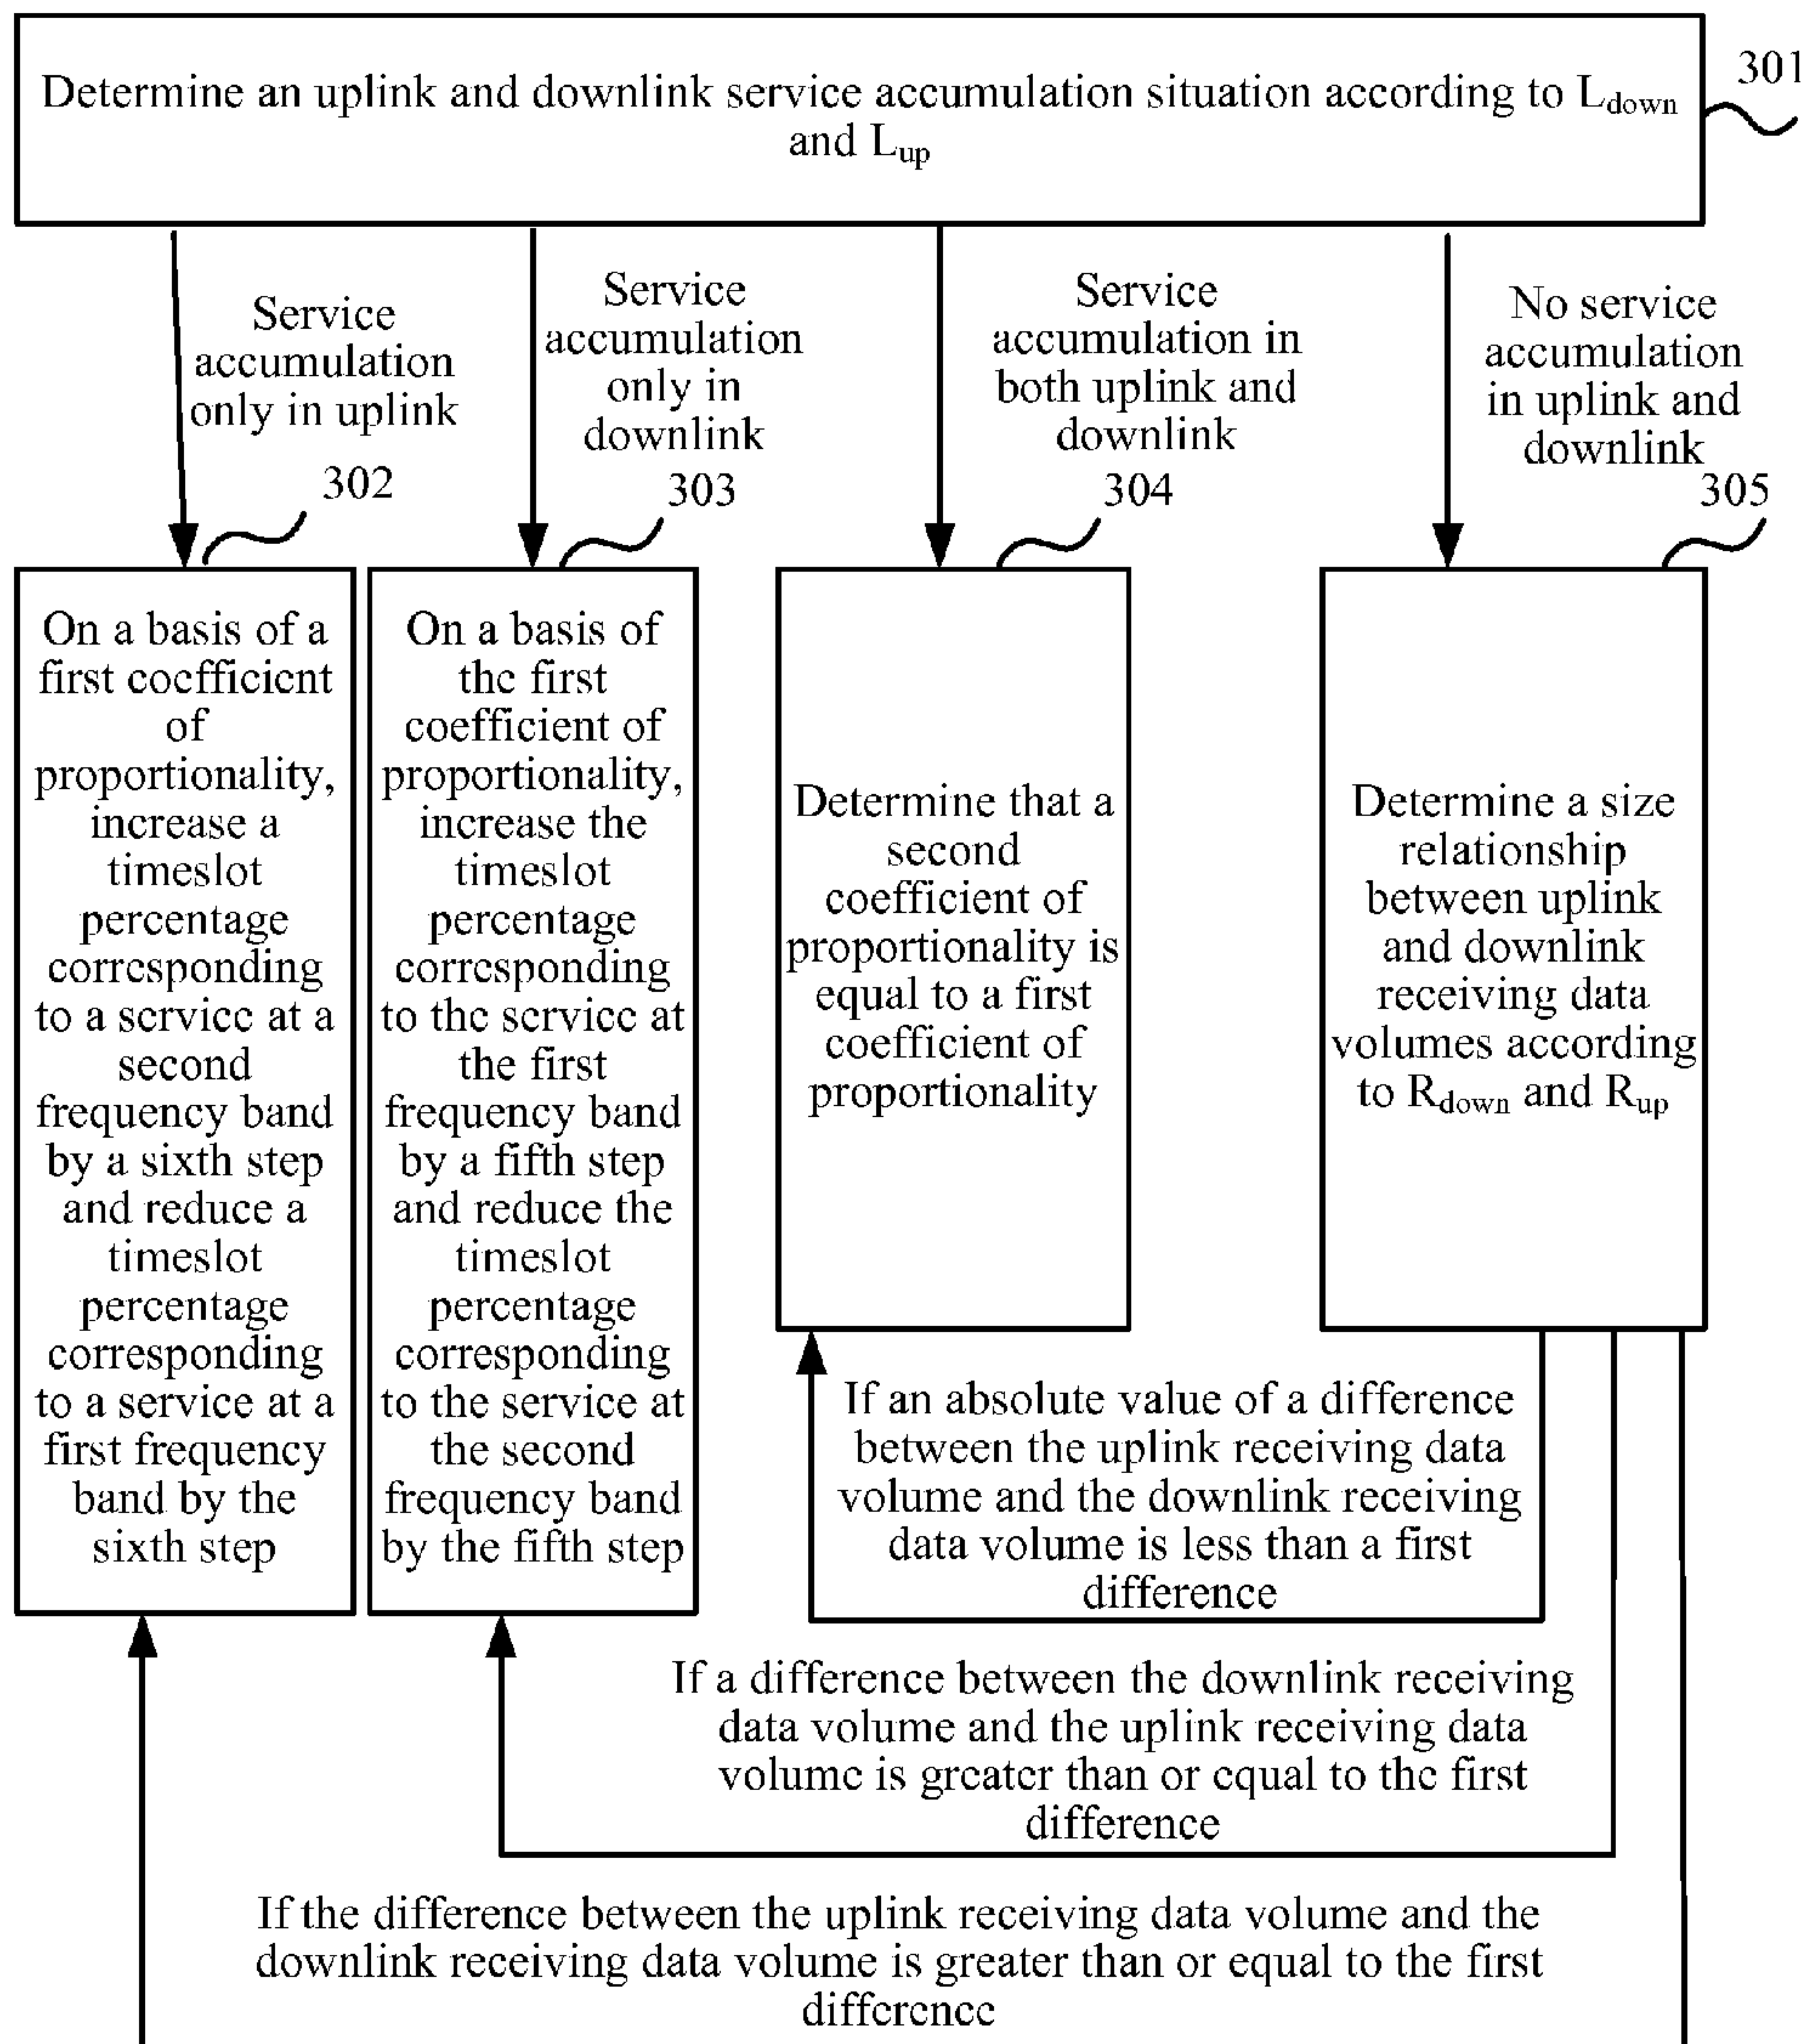 Determine an uplink and downlink service accumulation situation according to Ldown
and Lup
301
Service
accumulation
only in uplink
302
Service
accumulation
only in
downlink
303
Service
accumulation in
both uplink and
downlink
304
No service
accumulation
in uplink and
downlink
305
On a basis of a
first coefficient
of
proportionality,
increase a
timeslot
percentage
corresponding
to a service at a
second
frequency band
by a sixth step
and reduce a
timeslot
percentage
corresponding
to a service at a
first frequency
band by the
sixth step
On a basis of
the first
coefficient of
proportionality,
increase the
timeslot
percentage
corresponding
to the service at
the first
frequency band
by a fifth step
and reduce the
timeslot
percentage
corresponding
to the service at
the second
frequency band
by the fifth step
Determine that a
second
coefficient of
proportionality is
equal to a first
coefficient of
proportionality
Determine a size
relationship
between uplink
and downlink
receiving data
volumes according
to Rdown and Rup
If an absolute value of a difference
between the uplink receiving data
volume and the downlink receiving
data volume is less than a first
difference
If a difference between the downlink receiving
data volume and the uplink receiving data
volume is greater than or equal to the first
difference
If the difference between the uplink receiving data volume and the
downlink receiving data volume is greater than or equal to the first
difference